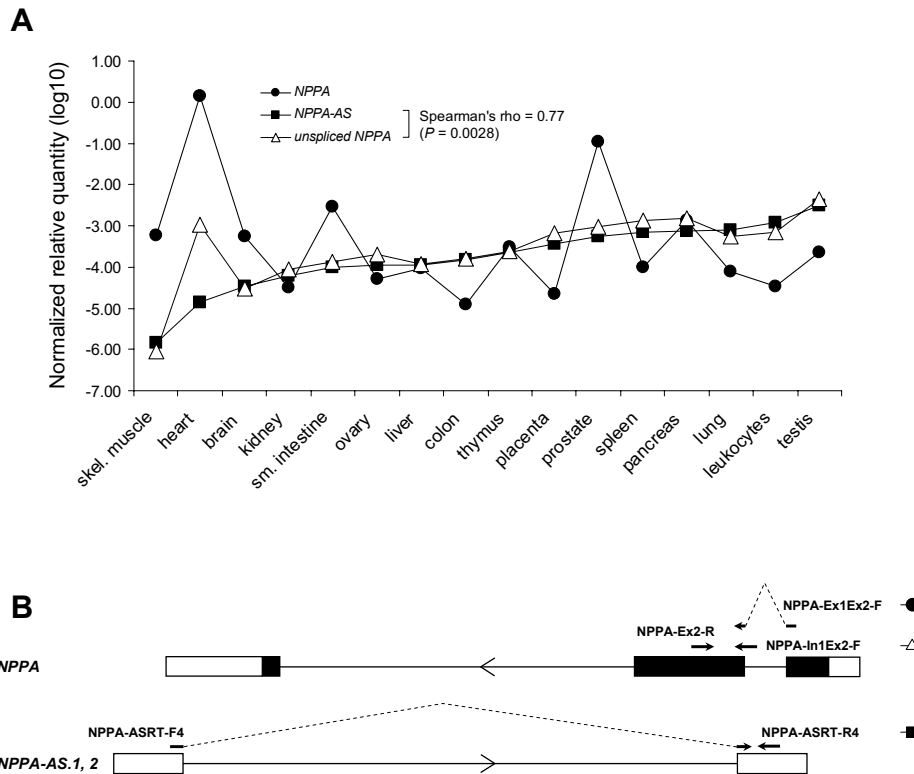 A
Normalized relative quantity (log10)
1.00
0.00
-1.00
-2.00
-3.00
-4.00
-5.00
-6.00
-7.00
NPPA
NPPA-AS
unspliced NPPA
Spearman's rho = 0.77
(P = 0.0028)
skel. muscle
heart
brain
kidney
sm. intestine
ovary
liver
colon
thymus
placenta
prostate
spleen
pancreas
lung
leukocytes
testis
B
NPPA-Ex1Ex2-F
NPPA-Ex2-R
NPPA-In1Ex2-F
NPPA
NPPA-ASRT-F4
NPPA-ASRT-R4
NPPA-AS.1, 2